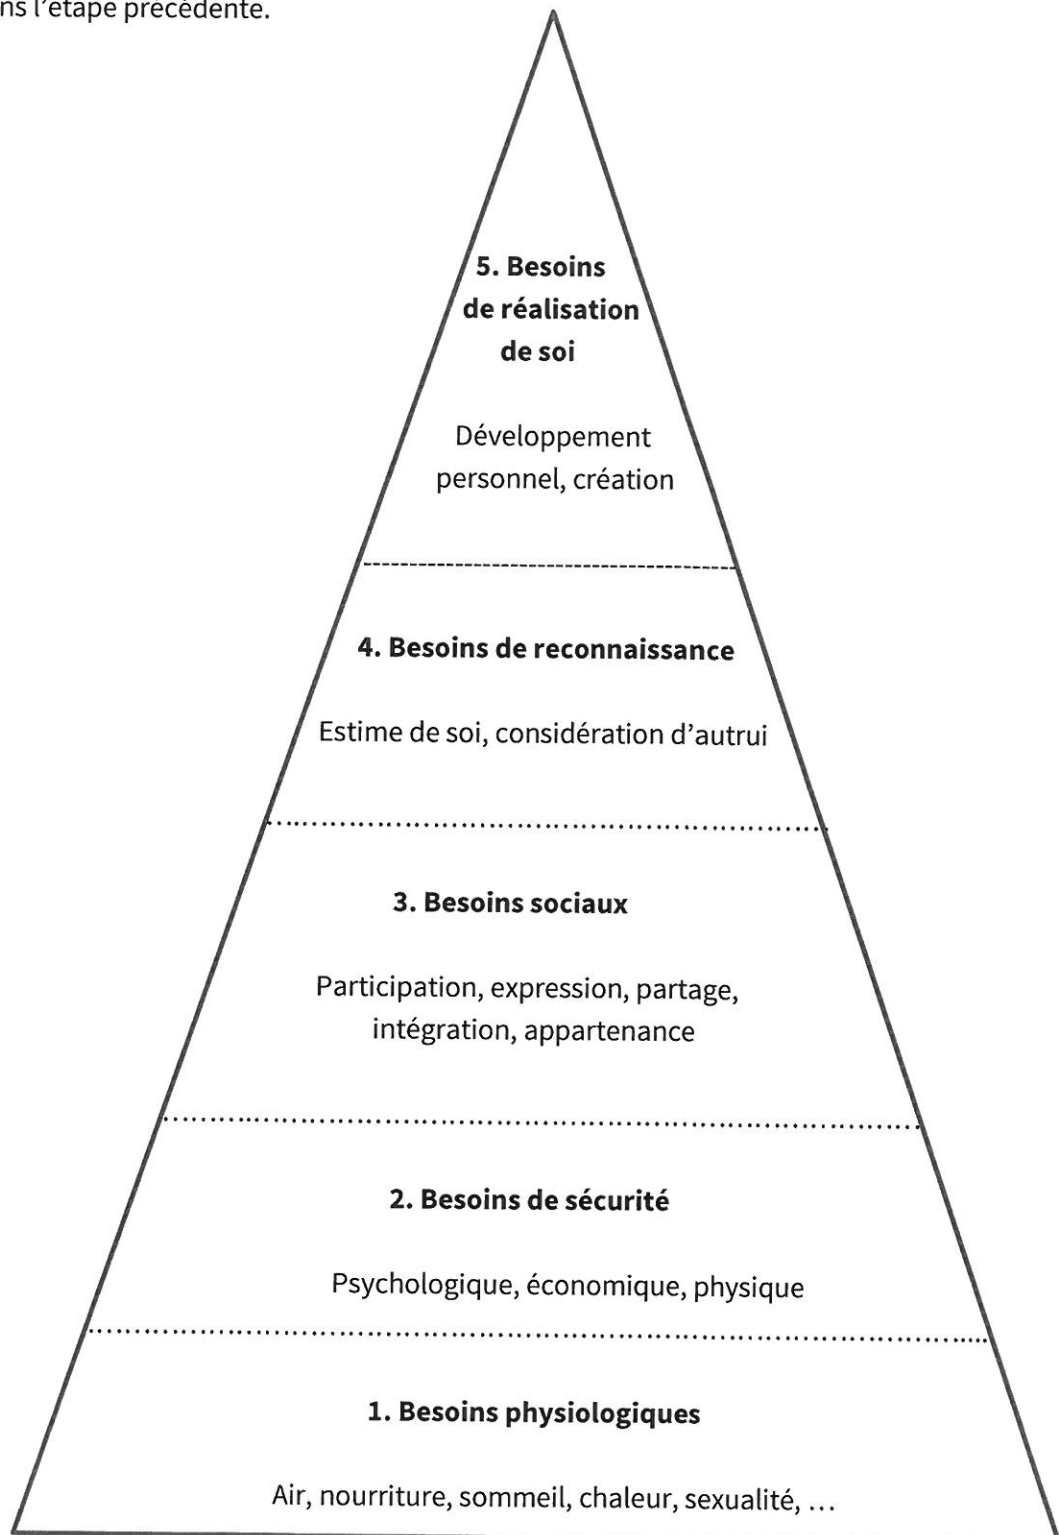 ns l'étape précédente.
5. Besoins
de réalisation
de soi
Développement
personnel, création
4. Besoins de reconnaissance
Estime de soi, considération d'autrui
3. Besoins sociaux
Participation, expression, partage,
intégration, appartenance
2. Besoins de sécurité
Psychologique, économique, physique
1. Besoins physiologiques
Air, nourriture, sommeil, chaleur, sexualité, …